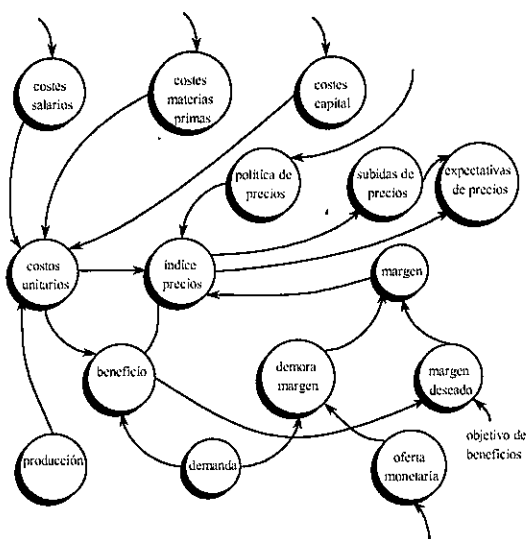 costes
salarios
costes
materias
primas
costes
capital
política de
precios
subidas de
precios
expectativas
de precios
costos
unitarios
índice
precios
margen
beneficio
demora
margen
margen
deseado
producción
demanda
oferta
monetaria
objetivo de
beneficios